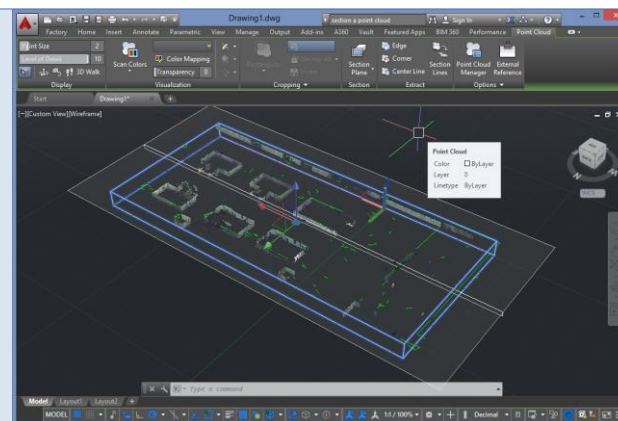 Drawing1.dwg
section a point cloud
Sign In
Factory Home Insert Annotate Parametric View Manage Output Add-ins A360 Vault Featured Apps BIM 360 Performance Point Cloud
Point Size 2
Level of Detail 10
3D Walk
Display
Scan Colors
Color Mapping
Transparency 0
Visualization
Rectangular
Cropping
Section Plane
Section
Edge
Corner
Center Line
Section Lines
Extract
Point Cloud Manager
External Reference
Options
Start Drawing1*
[-][Custom View][Wireframe]
Point Cloud
Color ByLayer
Layer 0
Linetype ByLayer
WCS
Type a command
Model Layout1 Layout2 +
MODEL 1:1 / 100% Decimal